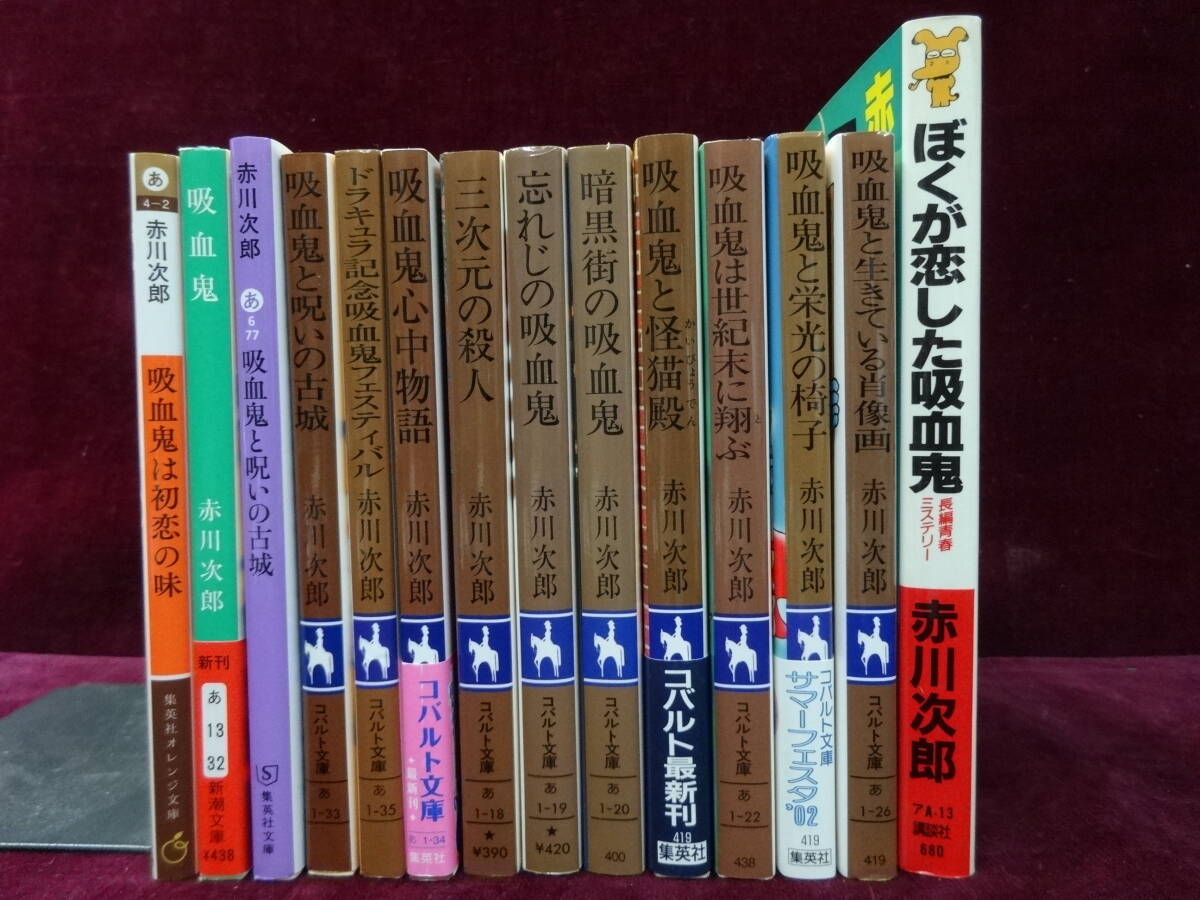 あ
4-2
赤川次郎
吸血鬼は初恋の味
集英社オレンジ文庫
吸血鬼
赤川次郎
新刊
あ
13
32
新潮文庫
¥438
赤川次郎
あ
6
77
吸血鬼と呪いの古城
S
集英社文庫
吸血鬼と呪いの古城
赤川次郎
コバルト文庫
あ
1-33
ドラキュラ記念吸血鬼フェスティバル
赤川次郎
コバルト文庫
あ
1-35
吸血鬼心中物語
赤川次郎
コバルト文庫
最新刊
あ 1-34
集英社
三次元の殺人
赤川次郎
コバルト文庫
あ
1-18
★
¥390
忘れじの吸血鬼
赤川次郎
コバルト文庫
あ
1-19
★
¥420
暗黒街の吸血鬼
赤川次郎
コバルト文庫
あ
1-20
400
吸血鬼と怪猫殿
かいびょうでん
赤川次郎
コバルト最新刊
419
集英社
吸血鬼は世紀末に翔ぶ
と
赤川次郎
コバルト文庫
あ
1-22
438
吸血鬼と栄光の椅子
赤川次郎
コバルト文庫
サマーフェスタ'02
419
集英社
吸血鬼と生きている肖像画
赤川次郎
コバルト文庫
あ
1-26
419
赤
ぼくが恋した吸血鬼
長編青春
ミステリー
赤川次郎
アA-13
講談社
680